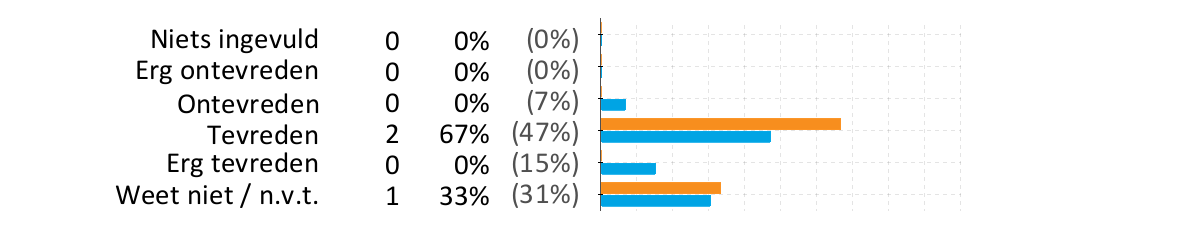 Niets ingevuld 0 0% (0%)
Erg ontevreden 0 0% (0%)
Ontevreden 0 0% (7%)
Tevreden 2 67% (47%)
Erg tevreden 0 0% (15%)
Weet niet / n.v.t. 1 33% (31%)